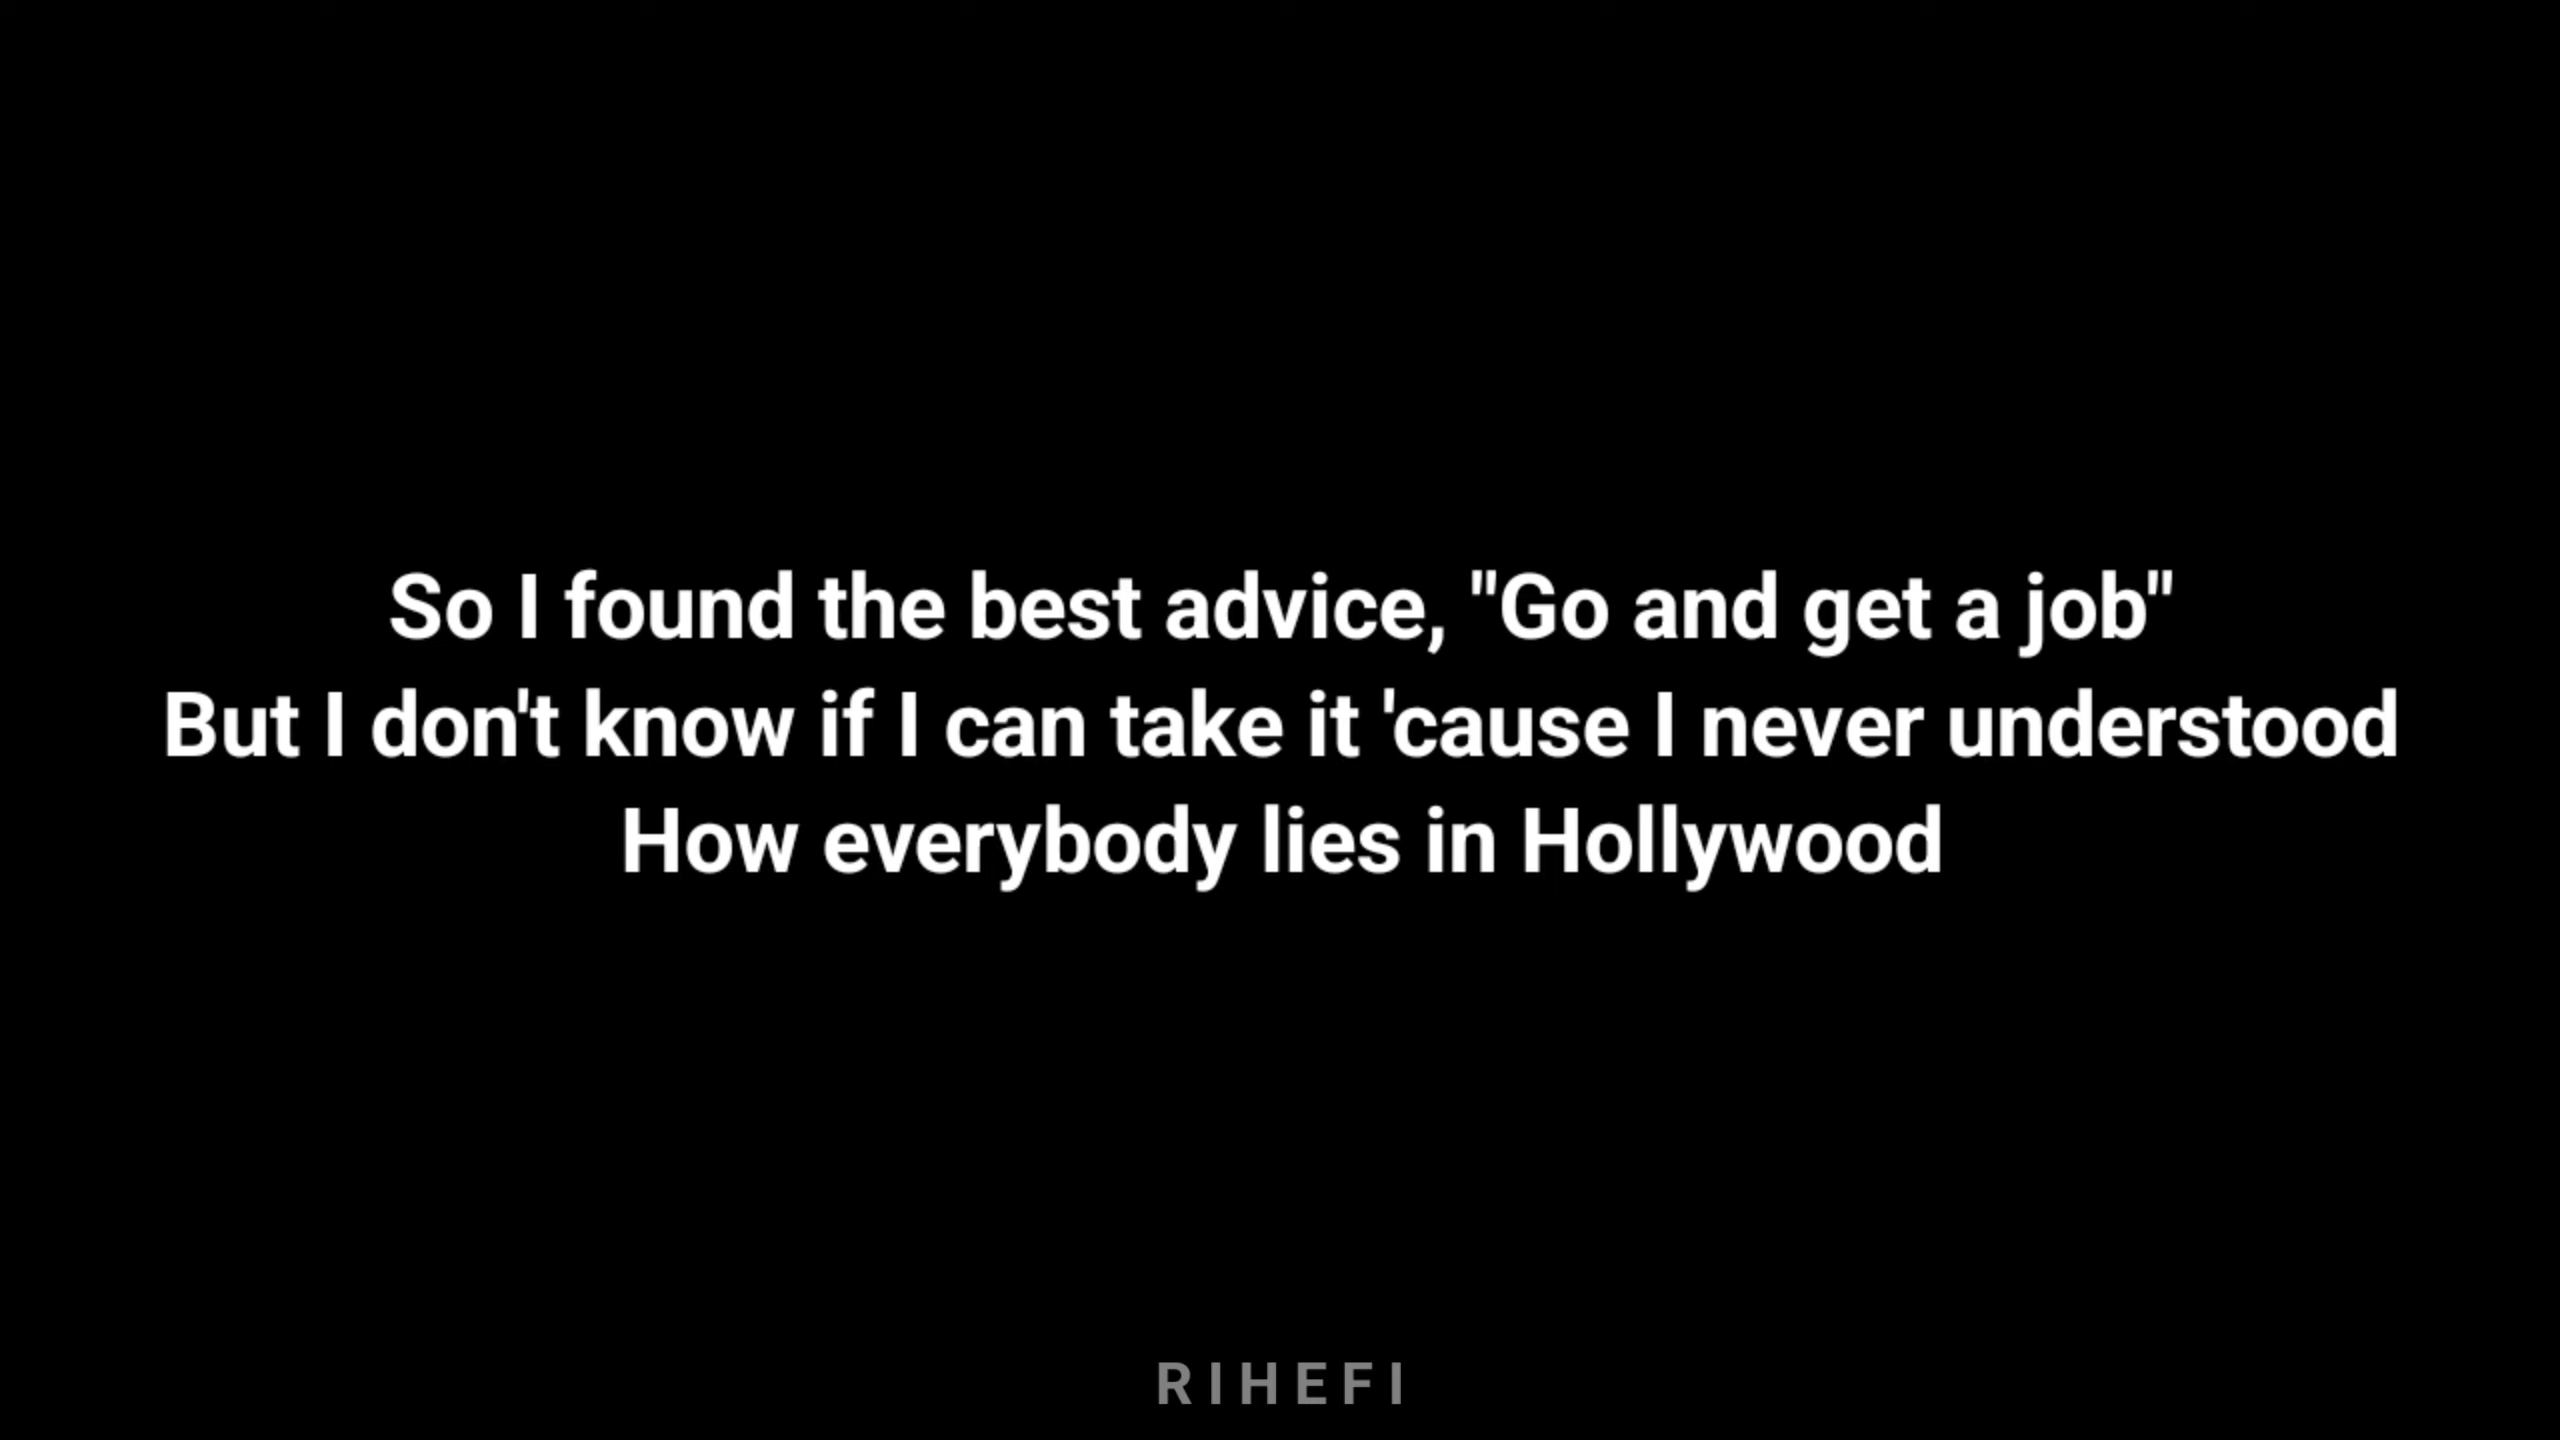 So I found the best advice, "Go and get a job"
But I don't know if I can take it 'cause I never understood
How everybody lies in Hollywood
RIHEFI